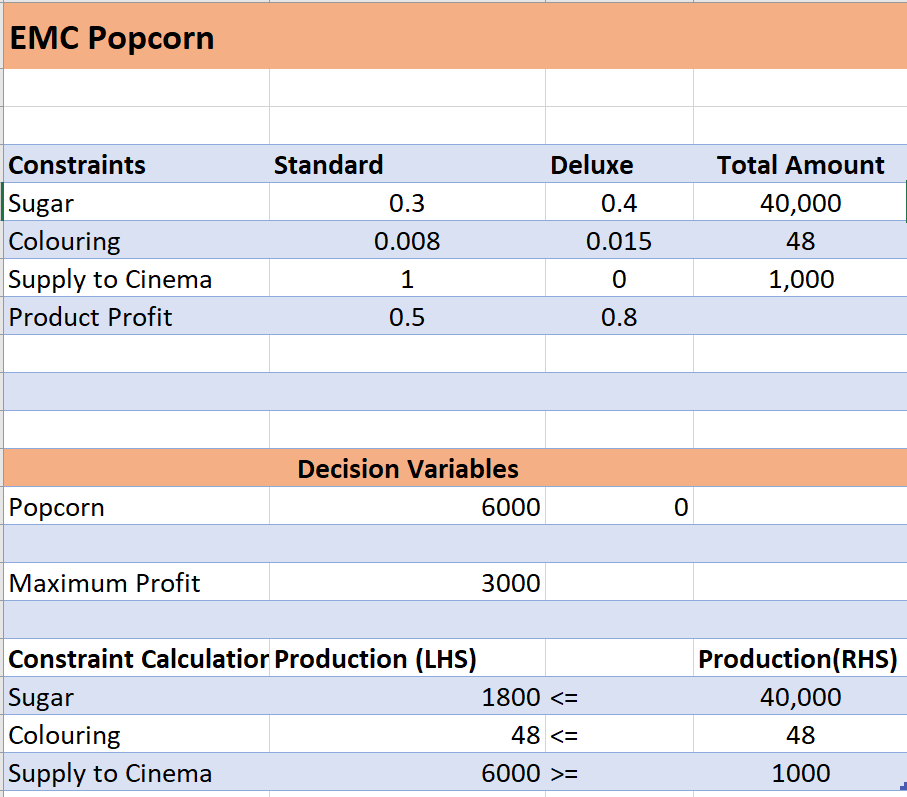 EMC Popcorn
Constraints Standard Deluxe Total Amount
Sugar 0.3 0.4 40,000
Colouring 0.008 0.015 48
Supply to Cinema 1 0 1,000
Product Profit 0.5 0.8
Decision Variables
Popcorn 6000 0
Maximum Profit 3000
Constraint Calculation Production (LHS) Production(RHS)
Sugar 1800 <= 40,000
Colouring 48 <= 48
Supply to Cinema 6000 >= 1000